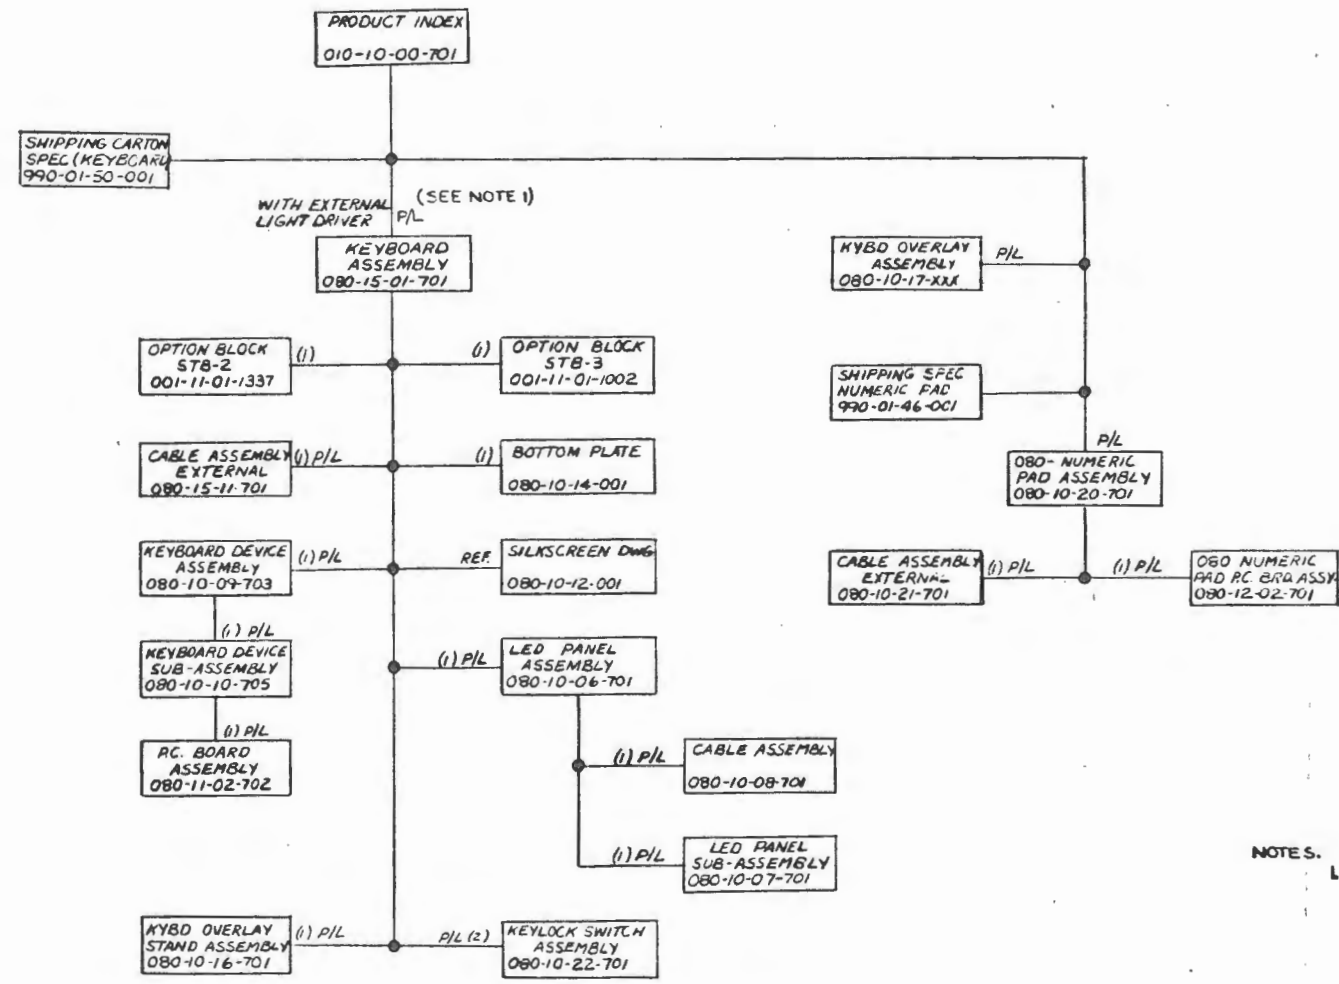 PRODUCT INDEX
010-10-00-701
SHIPPING CARTON
SPEC (KEYBOARD)
990-01-50-001
WITH EXTERNAL
LIGHT DRIVER
P/L
(SEE NOTE 1)
KEYBOARD
ASSEMBLY
080-15-01-701
OPTION BLOCK
STB-2
001-11-01-1337
(1)
(1)
OPTION BLOCK
STB-3
001-11-01-1002
CABLE ASSEMBLY
EXTERNAL
080-15-11-701
(1) P/L
(1)
BOTTOM PLATE
080-10-14-001
KEYBOARD DEVICE
ASSEMBLY
080-10-09-703
(1) P/L
REF.
SILKSCREEN DWG
080-10-12-001
(1) P/L
KEYBOARD DEVICE
SUB-ASSEMBLY
080-10-10-705
(1) P/L
P.C. BOARD
ASSEMBLY
080-11-02-702
(1) P/L
LED PANEL
ASSEMBLY
080-10-06-701
(1) P/L
CABLE ASSEMBLY
080-10-08-701
(1) P/L
LED PANEL
SUB-ASSEMBLY
080-10-07-701
KYBD OVERLAY
STAND ASSEMBLY
080-10-16-701
(1) P/L
P/L (2)
KEYLOCK SWITCH
ASSEMBLY
080-10-22-701
KYBD OVERLAY
ASSEMBLY
080-10-17-XXX
P/L
SHIPPING SPEC
NUMERIC PAD
990-01-46-001
P/L
080- NUMERIC
PAD ASSEMBLY
080-10-20-701
CABLE ASSEMBLY
EXTERNAL
080-10-21-701
(1) P/L
(1) P/L
080 NUMERIC
PAD P.C. BRD ASSY.
080-12-02-701
NOTES.
L